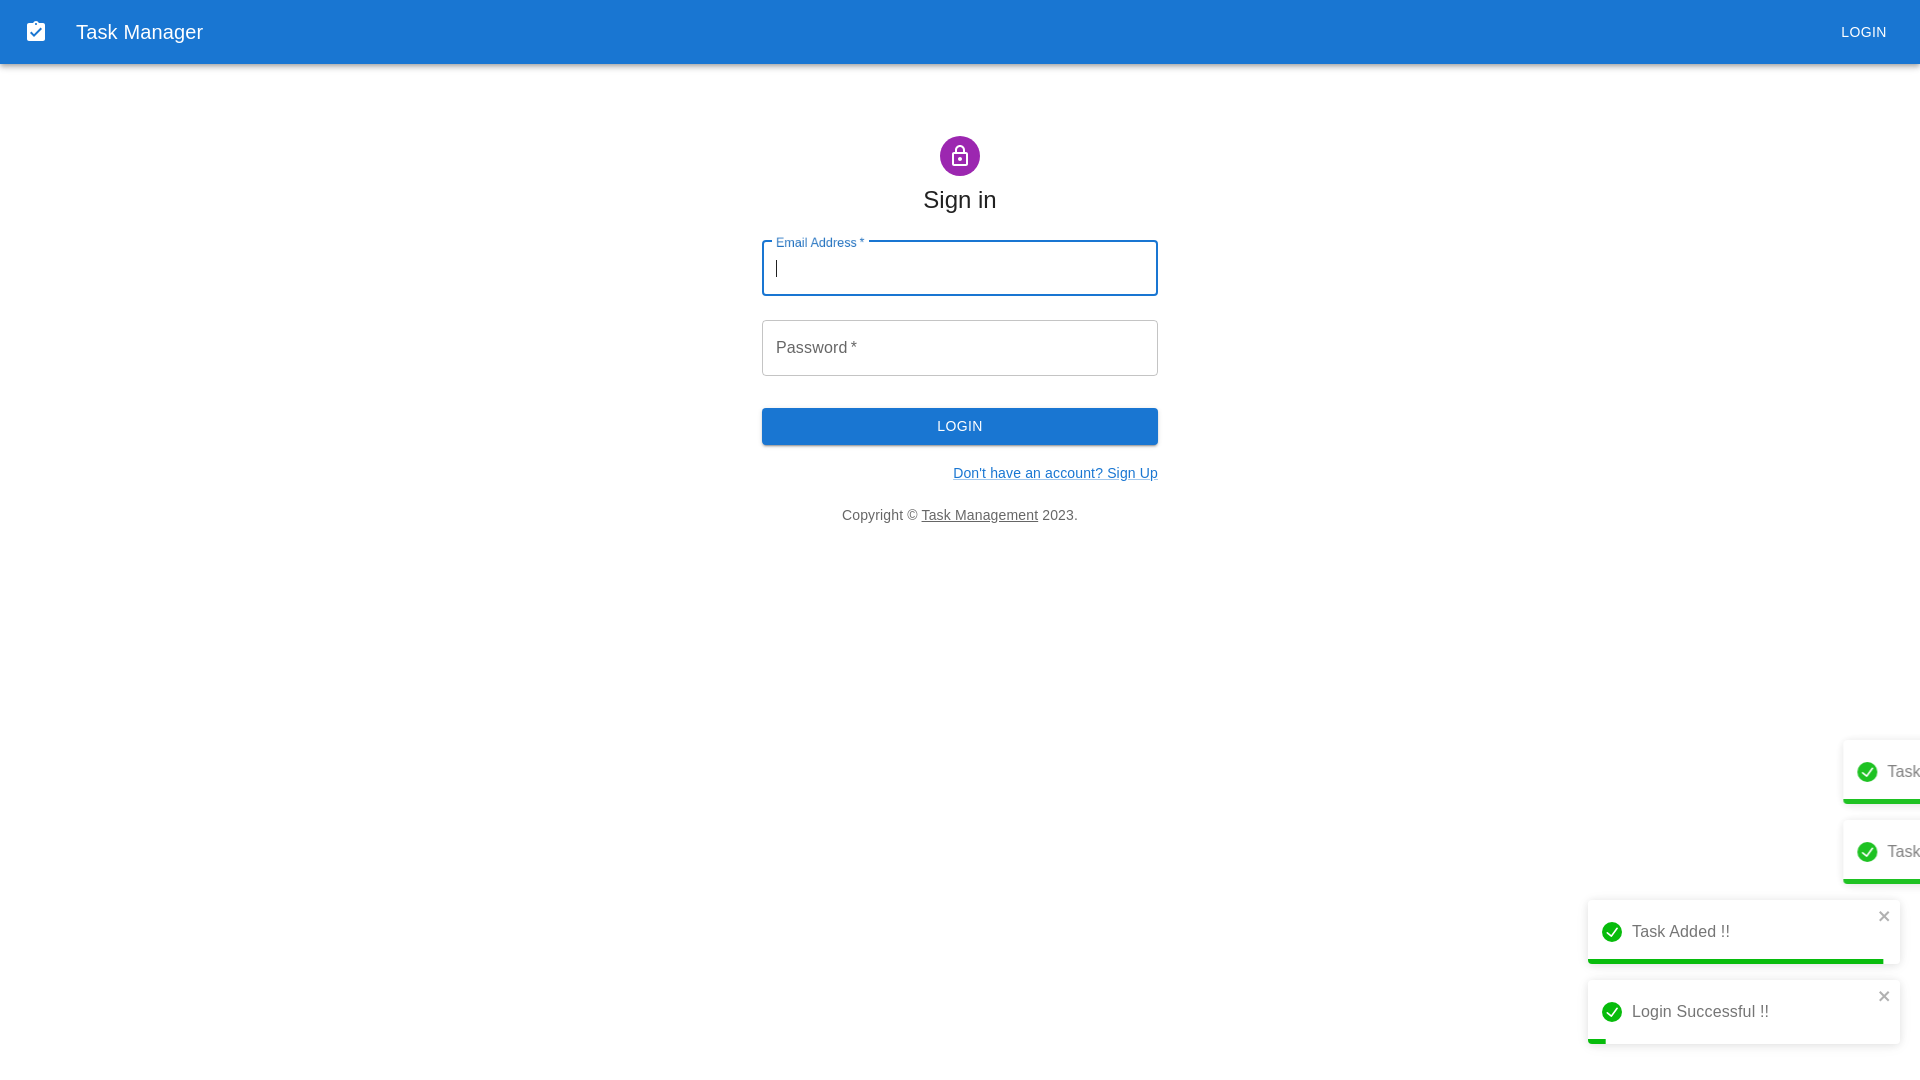 Task Manager
LOGIN
Sign in
Email Address *
Password *
LOGIN
Don't have an account? Sign Up
Copyright © Task Management 2023.
Task
Task
Task Added !!
Login Successful !!